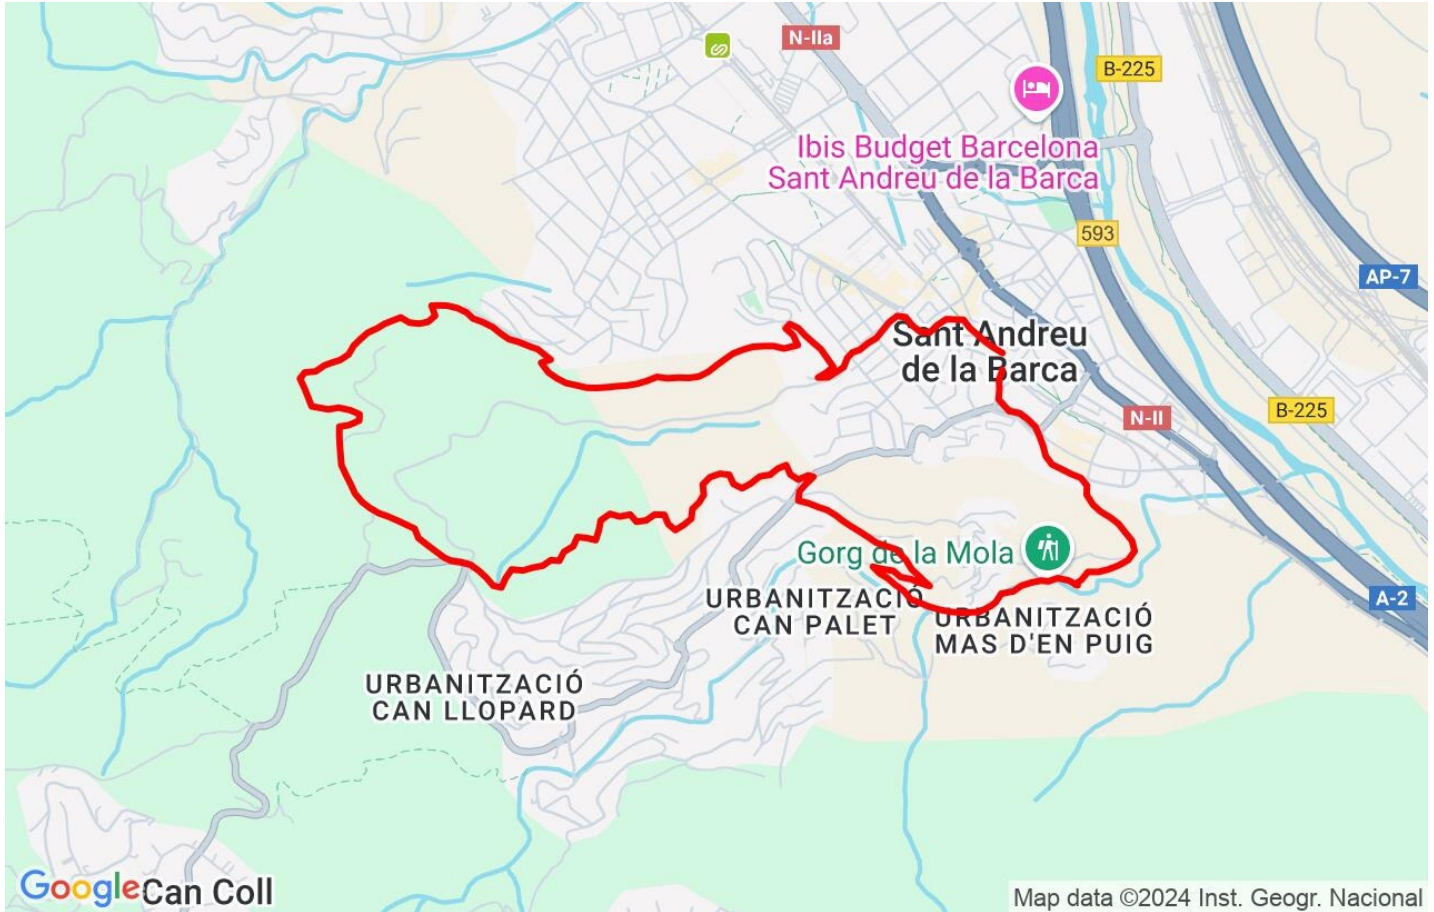 N-IIa
B-225
Ibis Budget Barcelona
Sant Andreu de la Barca
593
AP-7
Sant Andreu
de la Barca
N-II
B-225
Gorg de la Mola
A-2
URBANITZACIÓ
CAN PALET
URBANITZACIÓ
MAS D'EN PUIG
URBANITZACIÓ
CAN LLOPARD
Google
Can Coll
Map data ©2024 Inst. Geogr. Nacional